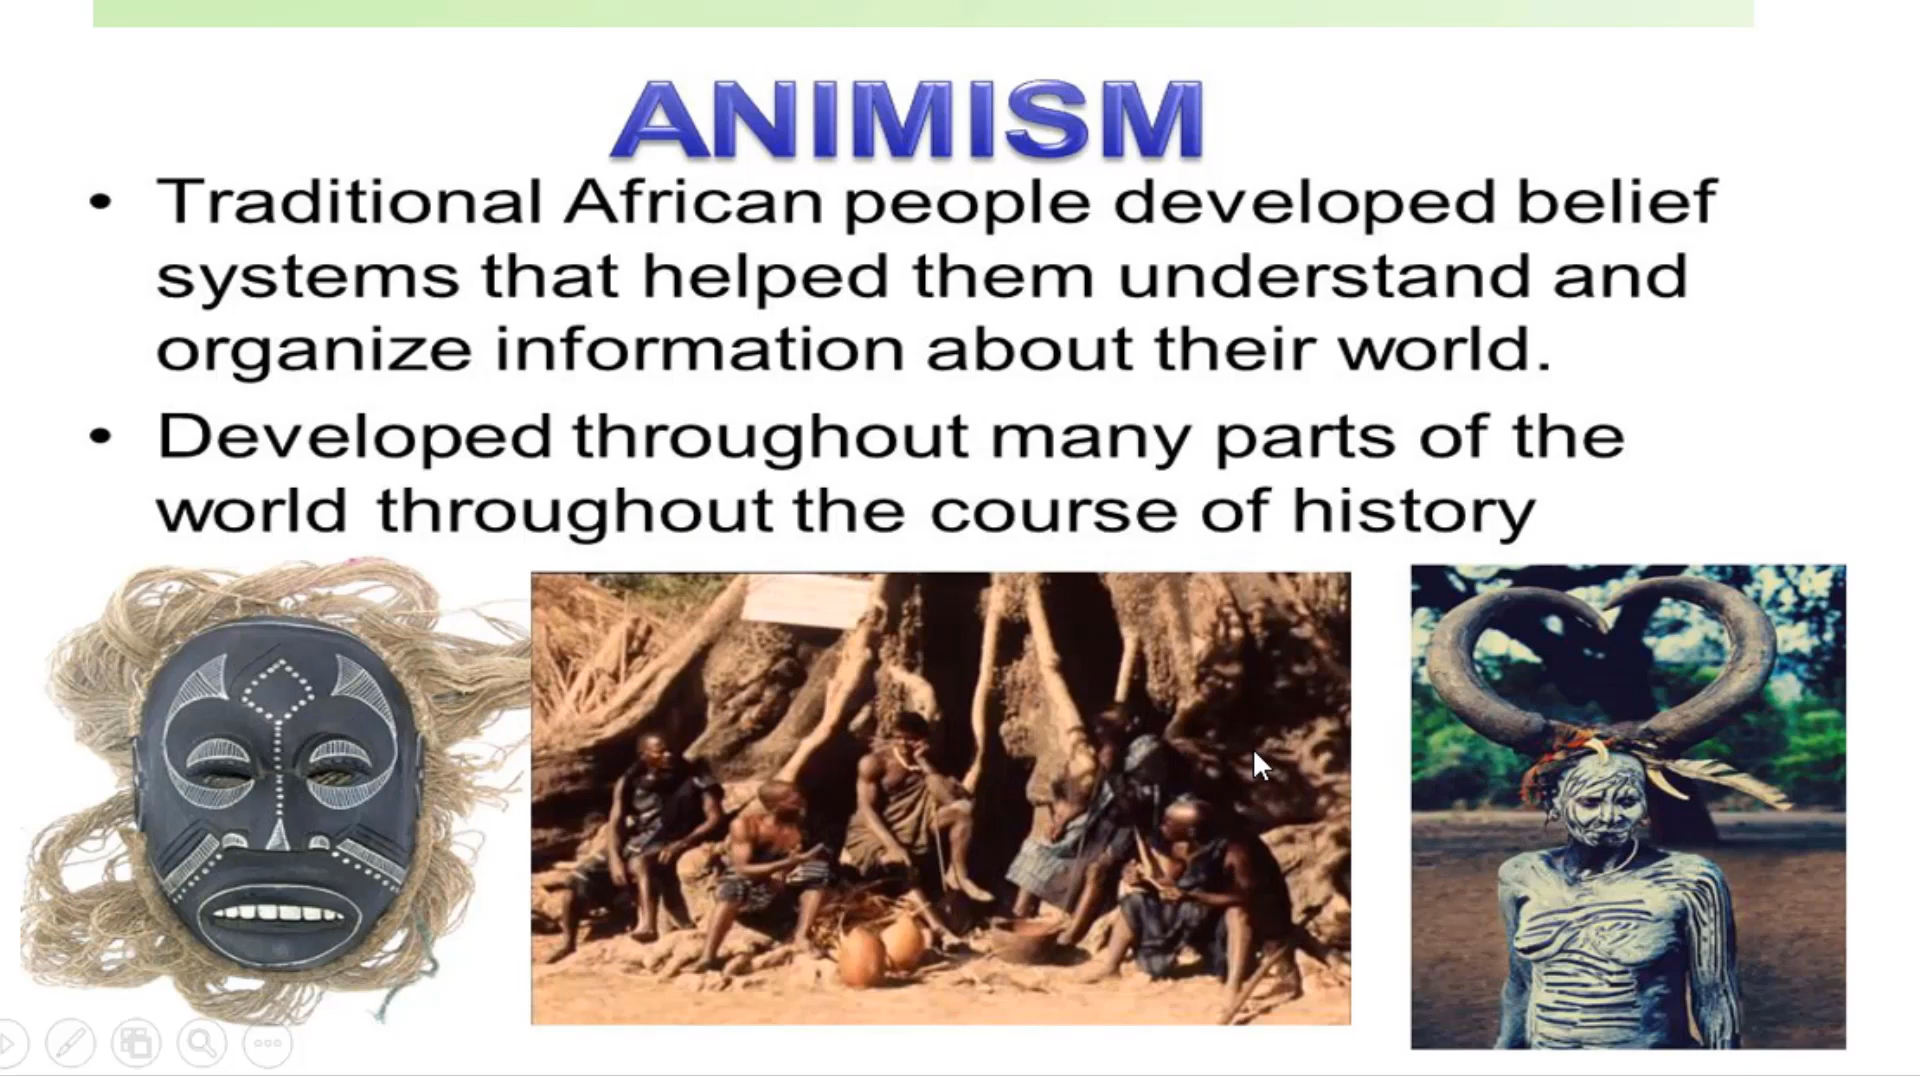 ANIMISM
• Traditional African people developed belief
systems that helped them understand and
organize information about their world.
• Developed throughout many parts of the
world throughout the course of history